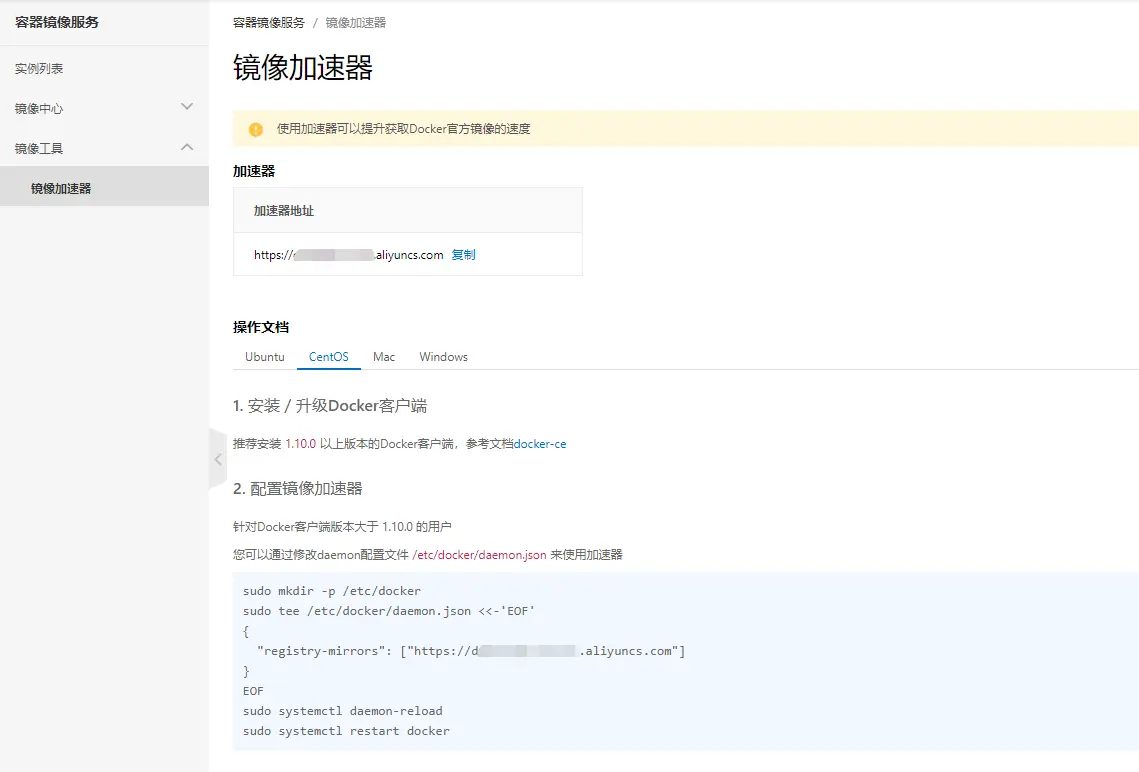 容器镜像服务
实例列表
镜像中心
镜像工具
镜像加速器
容器镜像服务 / 镜像加速器
镜像加速器
使用加速器可以提升获取Docker官方镜像的速度
加速器
加速器地址
https:// .aliyuncs.com 复制
操作文档
Ubuntu CentOS Mac Windows
1. 安装 / 升级Docker客户端
推荐安装 1.10.0 以上版本的Docker客户端，参考文档docker-ce
2. 配置镜像加速器
针对Docker客户端版本大于 1.10.0 的用户
您可以通过修改daemon配置文件 /etc/docker/daemon.json 来使用加速器
sudo mkdir -p /etc/docker
sudo tee /etc/docker/daemon.json <<-'EOF'
{
  "registry-mirrors": ["https://d .aliyuncs.com"]
}
EOF
sudo systemctl daemon-reload
sudo systemctl restart docker